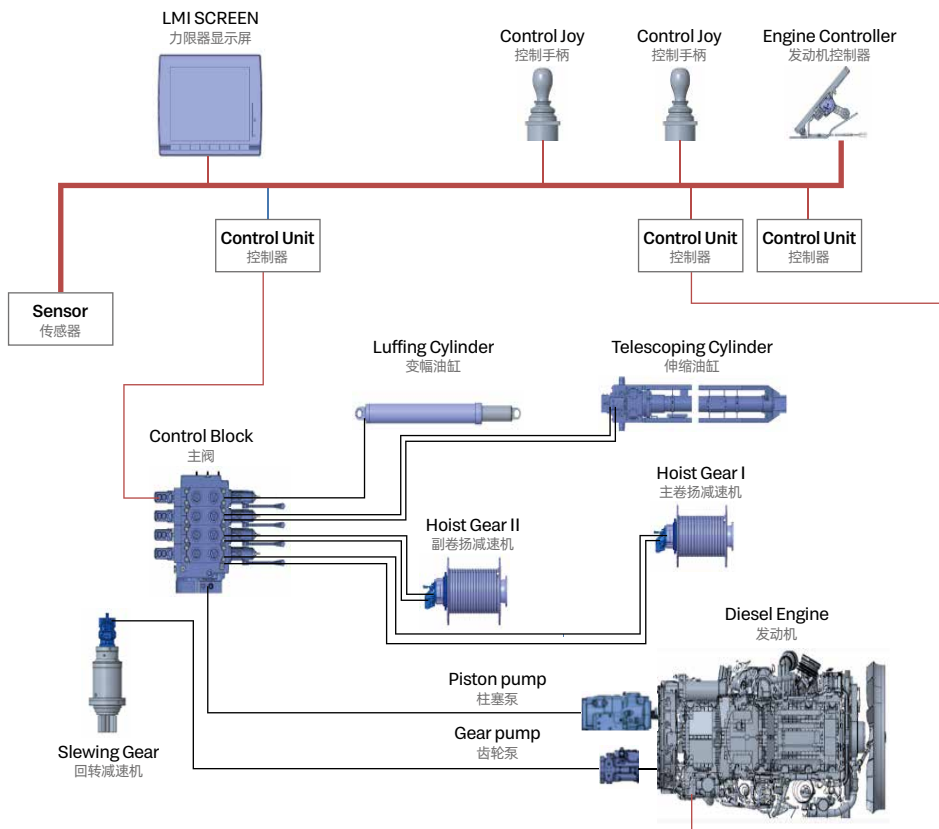 LMI SCREEN
力限器显示屏
Control Joy
控制手柄
Control Joy
控制手柄
Engine Controller
发动机控制器
Control Unit
控制器
Control Unit
控制器
Control Unit
控制器
Sensor
传感器
Luffing Cylinder
变幅油缸
Telescoping Cylinder
伸缩油缸
Control Block
主阀
Hoist Gear I
主卷扬减速机
Hoist Gear II
副卷扬减速机
Diesel Engine
发动机
Piston pump
柱塞泵
Gear pump
齿轮泵
Slewing Gear
回转减速机